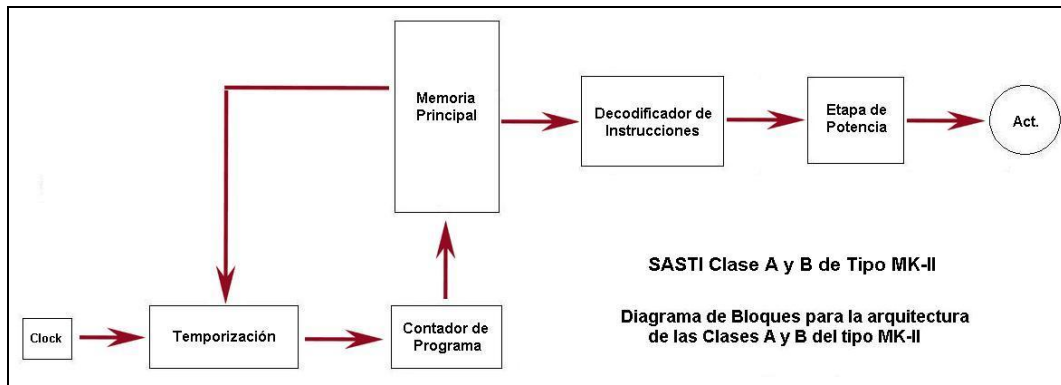 Memoria
Principal
Decodificador de
Instrucciones
Etapa de
Potencia
Act.
SASTI Clase A y B de Tipo MK-II
Clock
Temporización
Contador de
Programa
Diagrama de Bloques para la arquitectura
de las Clases A y B del tipo MK-II